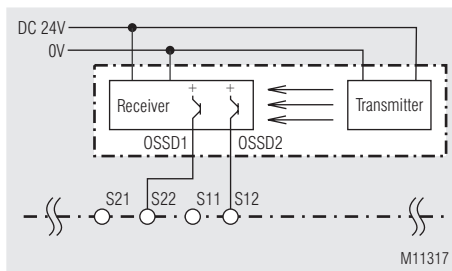 DC 24V
0V
Receiver
+ +
Transmitter
OSSD1 OSSD2
S21 S22 S11 S12
M11317